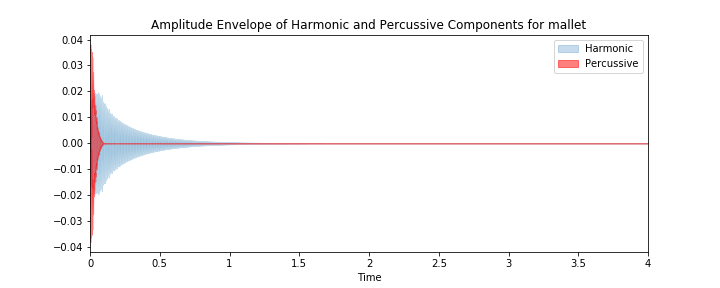 Amplitude Envelope of Harmonic and Percussive Components for mallet
Harmonic
Percussive
0.04
0.03
0.02
0.01
0.00
−0.01
−0.02
−0.03
−0.04
0 0.5 1 1.5 2 2.5 3 3.5 4
Time